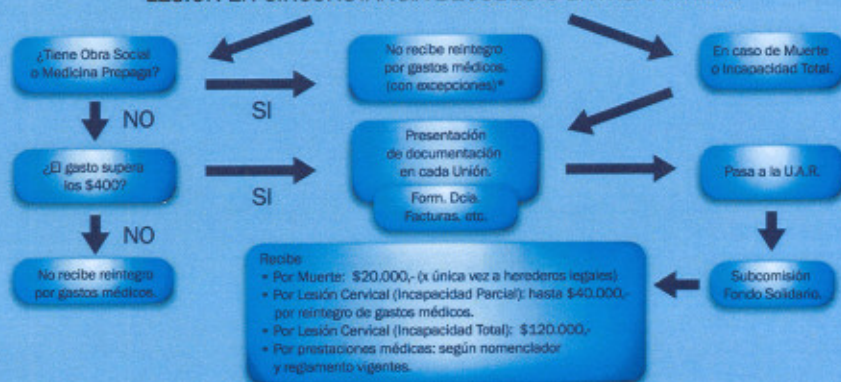 ¿Tiene Obra Social
o Medicina Prepaga?
No recibe reintegro
por gastos médicos.
(con excepciones)*
En caso de Muerte
o Incapacidad Total.
NO
SI
¿El gasto supera
los $400?
Presentación
de documentación
en cada Unión.
Form. Dcia.
Facturas. etc.
Pasa a la U.A.R.
SI
NO
No recibe reintegro
por gastos médicos.
Recibe
• Por Muerte: $20.000,- (x única vez a herederos legales)
• Por Lesión Cervical (Incapacidad Parcial): hasta $40.000,-
por reintegro de gastos médicos.
• Por Lesión Cervical (Incapacidad Total): $120.000,-
• Por prestaciones médicas: según nomenclador
y reglamento vigentes.
Subcomisión
Fondo Solidario.